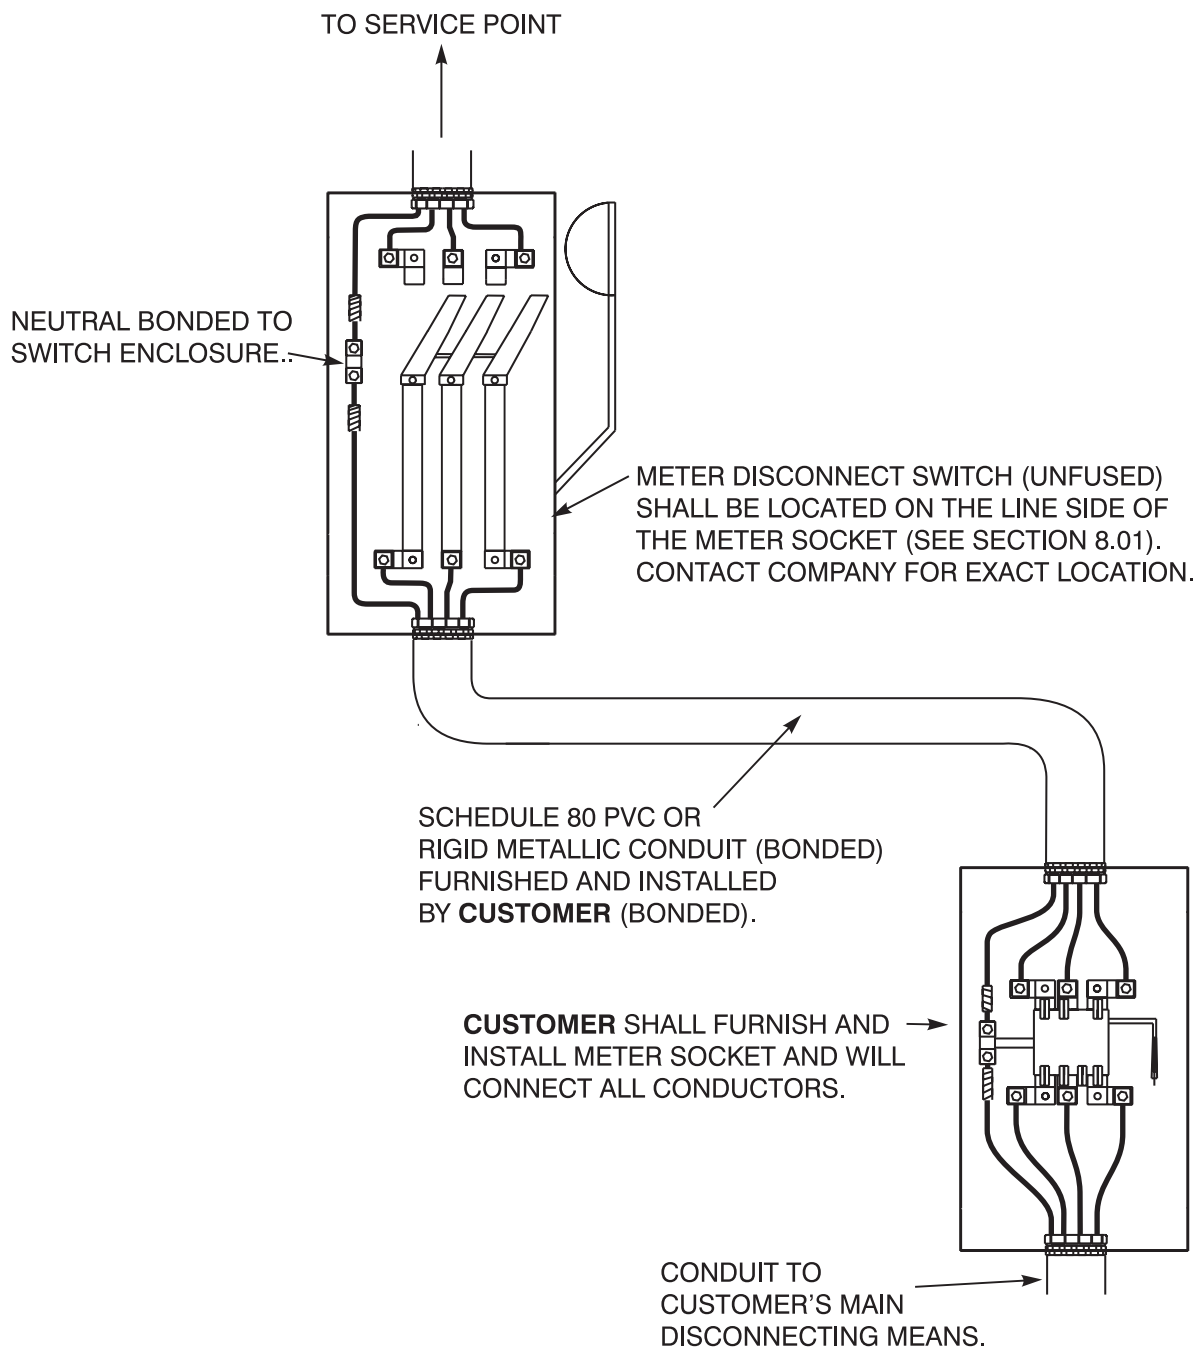 TO SERVICE POINT
NEUTRAL BONDED TO
SWITCH ENCLOSURE..
METER DISCONNECT SWITCH (UNFUSED)
SHALL BE LOCATED ON THE LINE SIDE OF
THE METER SOCKET (SEE SECTION 8.01).
CONTACT COMPANY FOR EXACT LOCATION.
SCHEDULE 80 PVC OR
RIGID METALLIC CONDUIT (BONDED)
FURNISHED AND INSTALLED
BY CUSTOMER (BONDED).
CUSTOMER SHALL FURNISH AND
INSTALL METER SOCKET AND WILL
CONNECT ALL CONDUCTORS.
CONDUIT TO
CUSTOMER'S MAIN
DISCONNECTING MEANS.